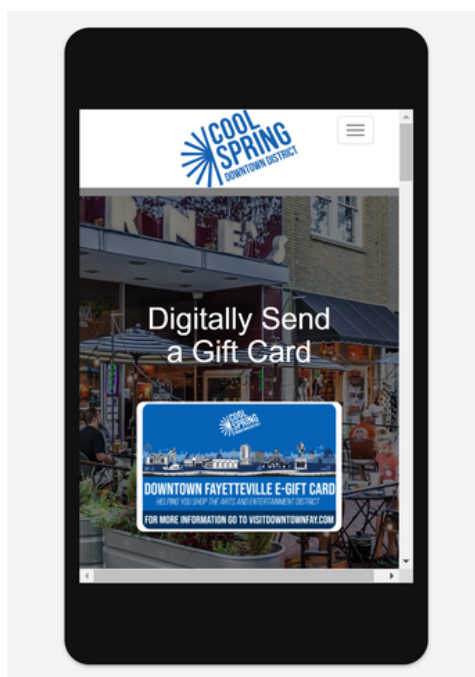 COOL
SPRING
DOWNTOWN DISTRICT
RNE'S
Digitally Send
a Gift Card
COOL
SPRING
DOWNTOWN FAYETTEVILLE E-GIFT CARD
HELPING YOU SHOP THE ARTS AND ENTERTAINMENT DISTRICT
FOR MORE INFORMATION GO TO VISITDOWNTOWNFAY.COM